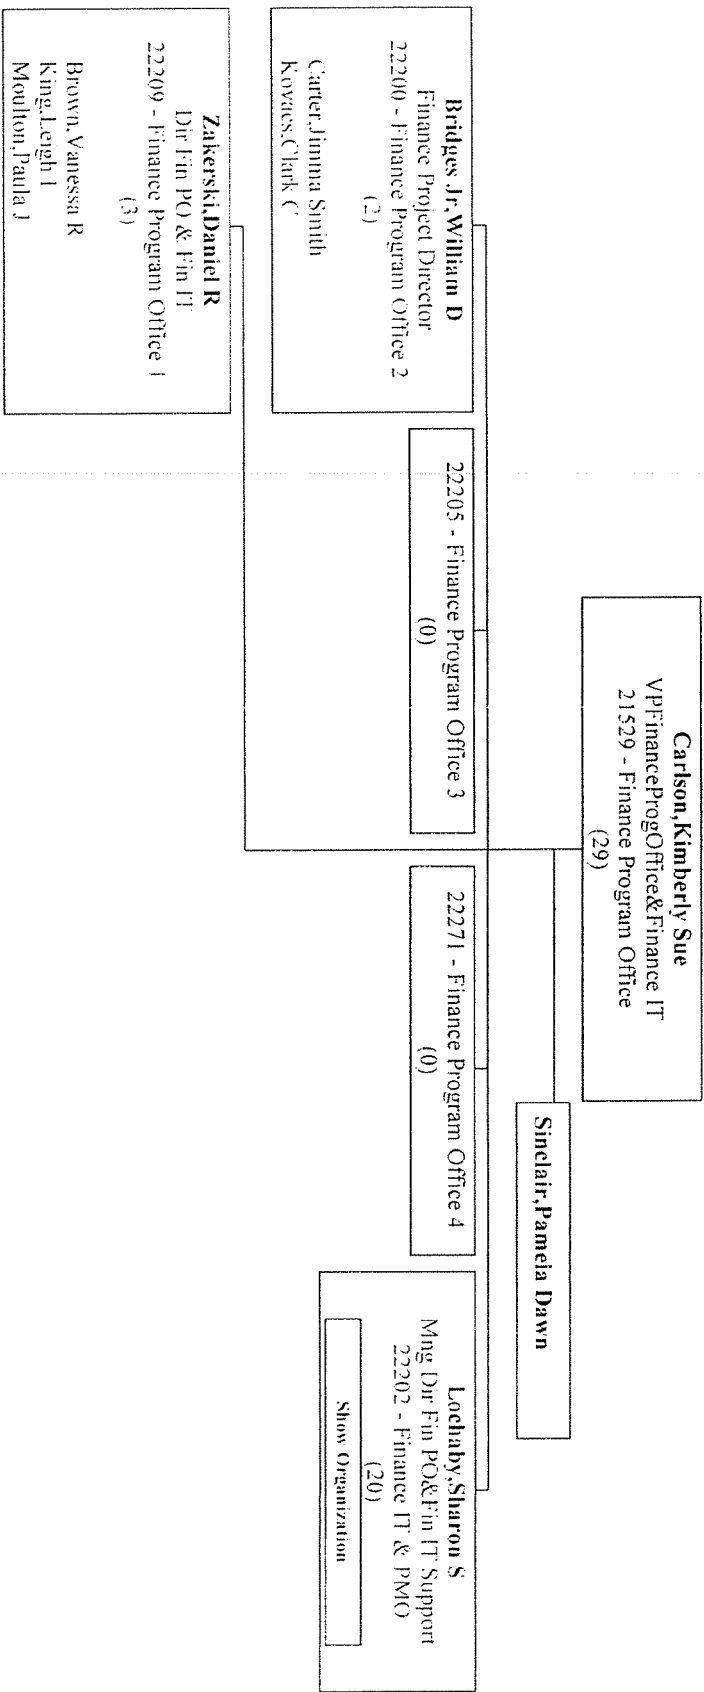 Carlson,Kimberly Sue
VPFinanceProgOffice&Finance IT
21529 - Finance Program Office
(29)
Sinclair,Pamela Dawn
Bridges Jr,William D
Finance Project Director
22200 - Finance Program Office 2
(2)
Carter,Jimma Smith
Kovacs,Clark C
22205 - Finance Program Office 3
(0)
22271 - Finance Program Office 4
(0)
Lochaby,Sharon S
Mng Dir Fin PO&Fin IT Support
22202 - Finance IT & PMO
(20)
Show Organization
Zakerski,Daniel R
Dir Fin PO & Fin IT
22209 - Finance Program Office 1
(3)
Brown,Vanessa R
King,Leigh I
Moulton,Paula J